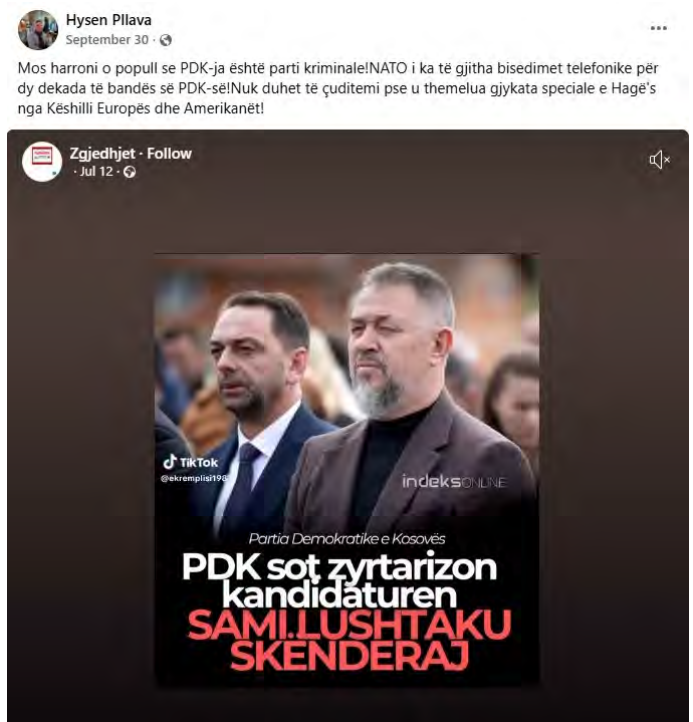 Hysen Pllava
September 30 ·
Mos harroni o popull se PDK-ja është parti kriminale!NATO i ka të gjitha bisedimet telefonike për
dy dekada të bandës së PDK-së!Nuk duhet të çuditemi pse u themelua gjykata speciale e Hagë's
nga Këshilli Europës dhe Amerikanët!
Zgjedhjet · Follow
· Jul 12 ·
TikTok
indeksONLINE
Partia Demokratike e Kosovës
PDK sot zyrtarizon
kandidaturen
SAMI.LUSHTAKU
SKENDERAJ